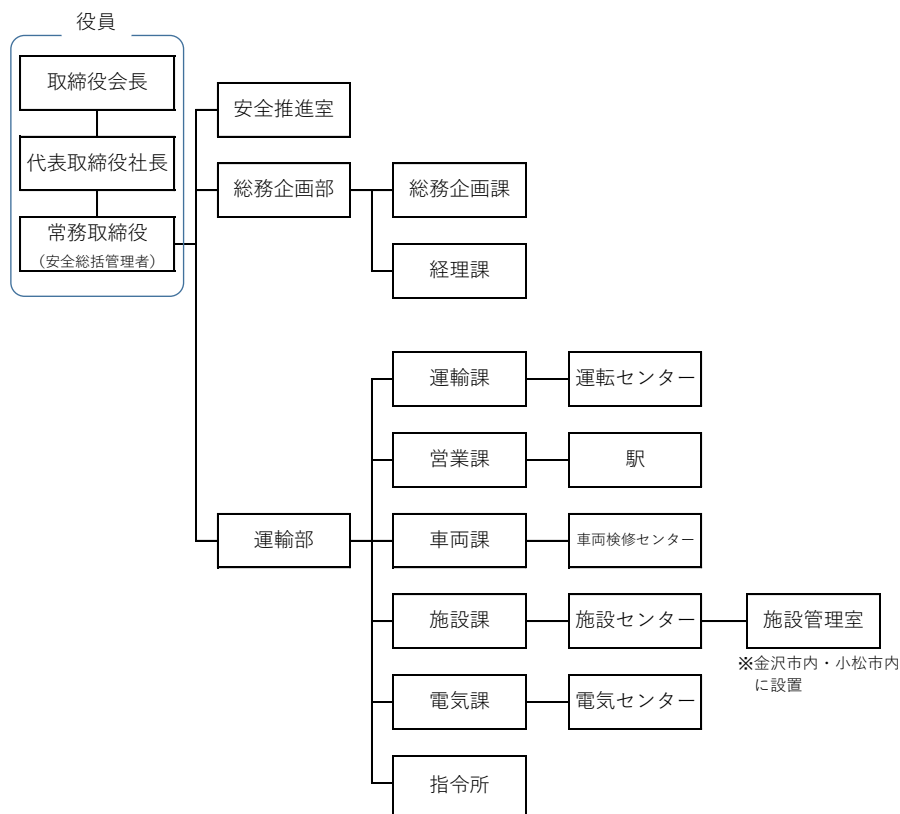 役員
取締役会長
代表取締役社長
常務取締役
（安全総括管理者）
安全推進室
総務企画部
総務企画課
経理課
運輸部
運輸課
運転センター
営業課
駅
車両課
車両検修センター
施設課
施設センター
施設管理室
※金沢市内・小松市内
に設置
電気課
電気センター
指令所